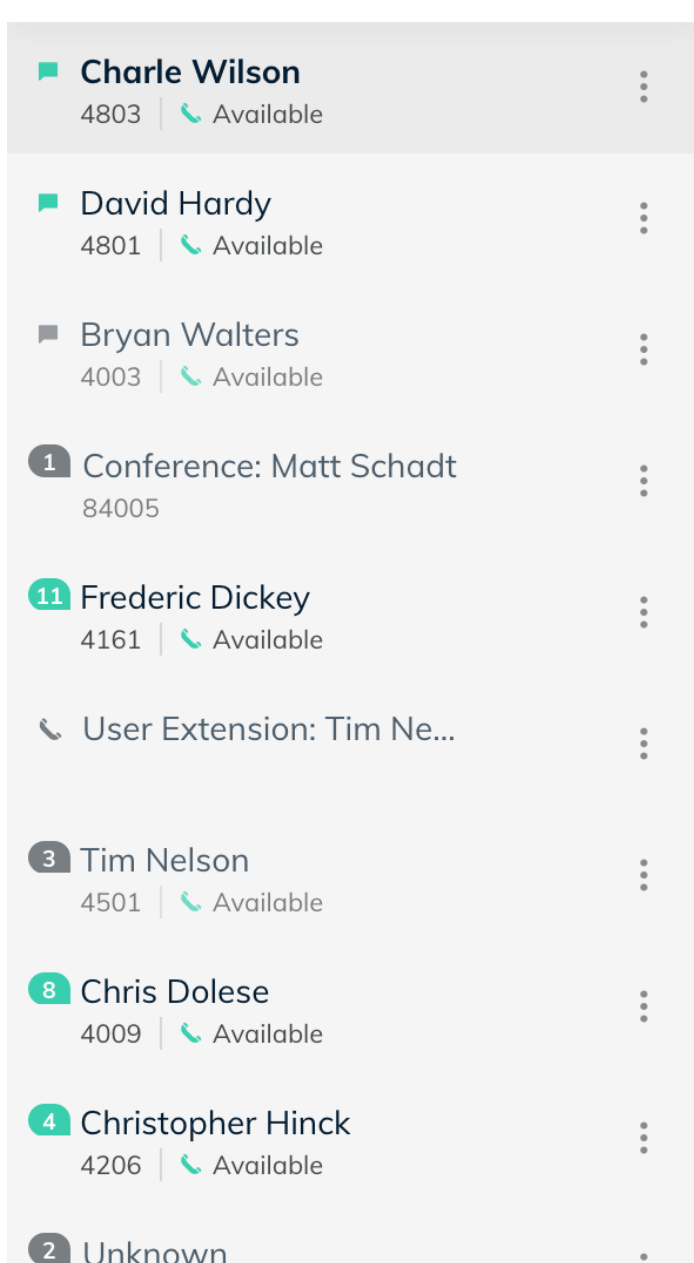 Charle Wilson
4803 Available
David Hardy
4801 Available
Bryan Walters
4003 Available
1 Conference: Matt Schadt
84005
11 Frederic Dickey
4161 Available
User Extension: Tim Ne...
3 Tim Nelson
4501 Available
8 Chris Dolese
4009 Available
4 Christopher Hinck
4206 Available
2 Unknown